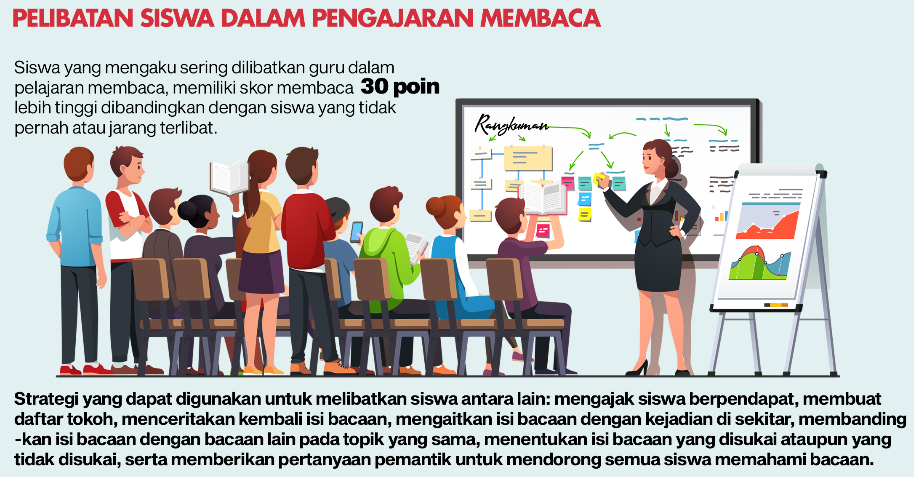 PELIBATAN SISWA DALAM PENGAJARAN MEMBACA
Siswa yang mengaku sering dilibatkan guru dalam
pelajaran membaca, memiliki skor membaca 30 poin
lebih tinggi dibandingkan dengan siswa yang tidak
pernah atau jarang terlibat.
Rangkuman
Strategi yang dapat digunakan untuk melibatkan siswa antara lain: mengajak siswa berpendapat, membuat
daftar tokoh, menceritakan kembali isi bacaan, mengaitkan isi bacaan dengan kejadian di sekitar, membanding
-kan isi bacaan dengan bacaan lain pada topik yang sama, menentukan isi bacaan yang disukai ataupun yang
tidak disukai, serta memberikan pertanyaan pemantik untuk mendorong semua siswa memahami bacaan.